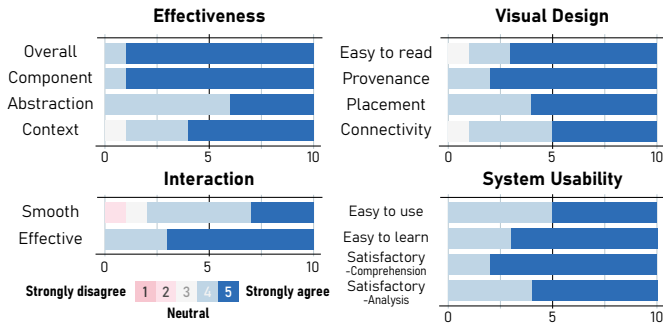 Effectiveness
Overall
Component
Abstraction
Context
0 5 10
Visual Design
Easy to read
Provenance
Placement
Connectivity
0 5 10
Interaction
Smooth
Effective
0 5 10
Strongly disagree 1 2 3 4 5 Strongly agree
Neutral
System Usability
Easy to use
Easy to learn
Satisfactory
-Comprehension
Satisfactory
-Analysis
0 5 10